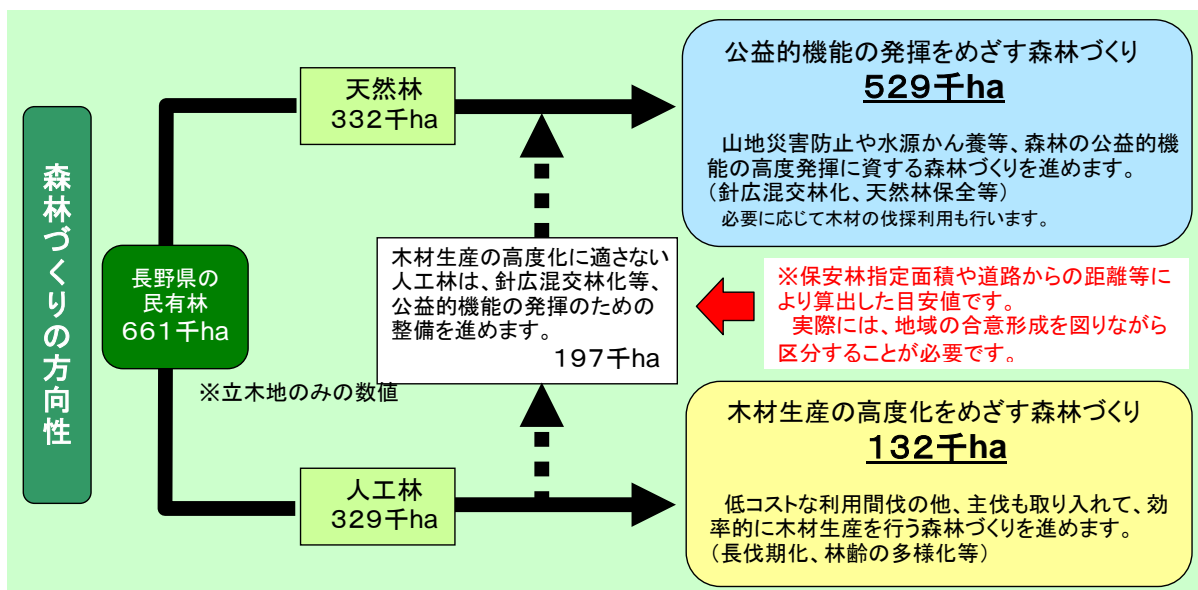 森林づくりの方向性
長野県の
民有林
661千ha
※立木地のみの数値
天然林
332千ha
人工林
329千ha
木材生産の高度化に適さない
人工林は、針広混交林化等、
公益的機能の発揮のための
整備を進めます。
197千ha
公益的機能の発揮をめざす森林づくり
529千ha
山地災害防止や水源かん養等、森林の公益的機
能の高度発揮に資する森林づくりを進めます。
(針広混交林化、天然林保全等)
必要に応じて木材の伐採利用も行います。
※保安林指定面積や道路からの距離等に
より算出した目安値です。
実際には、地域の合意形成を図りながら
区分することが必要です。
木材生産の高度化をめざす森林づくり
132千ha
低コストな利用間伐の他、主伐も取り入れて、効
率的に木材生産を行う森林づくりを進めます。
(長伐期化、林齢の多様化等)